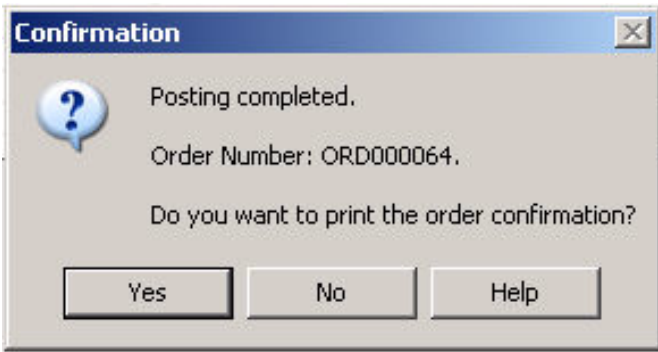 Confirmation
Posting completed.
Order Number: ORD000064.
Do you want to print the order confirmation?
Yes
No
Help